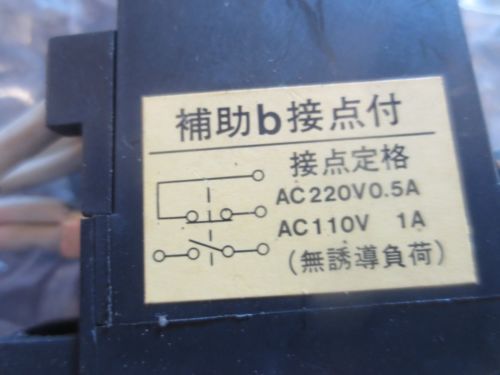 補助b接点付
接点定格
AC220V0.5A
AC110V 1A
(無誘導負荷)